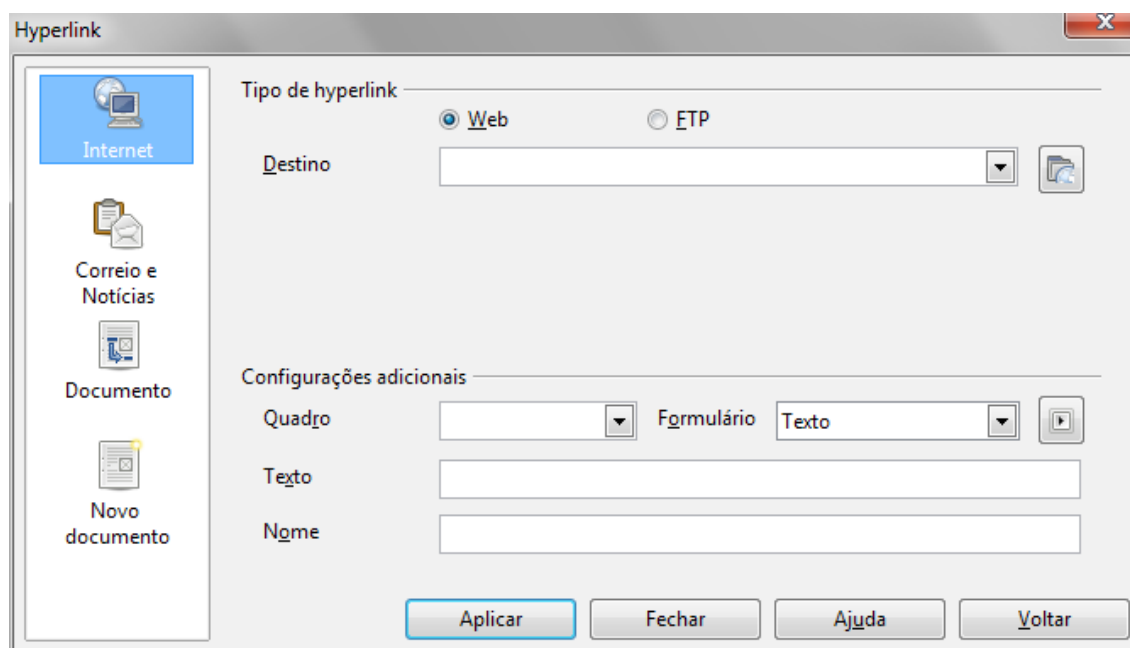 Hyperlink
X
Internet
Correio e
Notícias
Documento
Novo
documento
Tipo de hyperlink
Web FTP
Destino
Configurações adicionais
Quadro Formulário Texto
Texto
Nome
Aplicar Fechar Ajuda Voltar